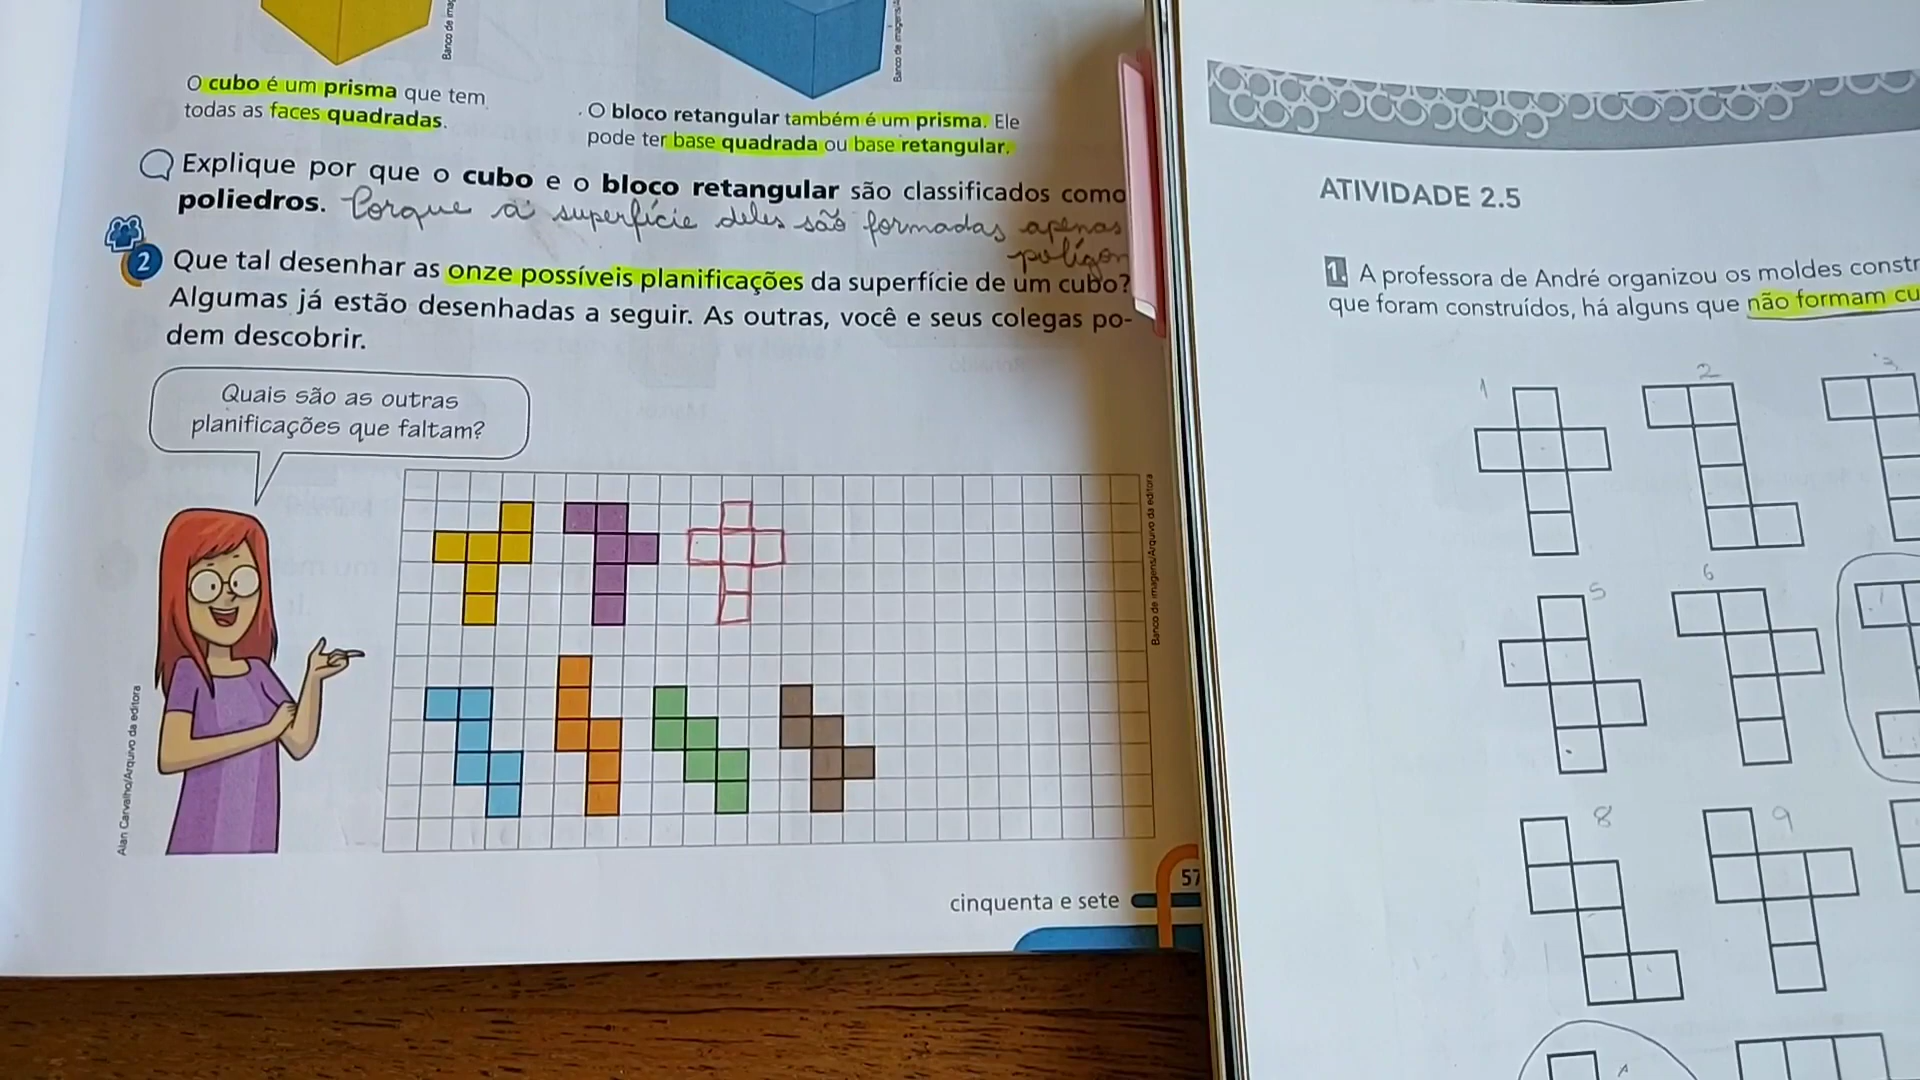 O cubo é um prisma que tem
todas as faces quadradas.
O bloco retangular também é um prisma. Ele
pode ter base quadrada ou base retangular.
Explique por que o cubo e o bloco retangular são classificados como
poliedros. Porque a superfície deles são formadas apenas
polígon
2 Que tal desenhar as onze possíveis planificações da superfície de um cubo?
Algumas já estão desenhadas a seguir. As outras, você e seus colegas po-
dem descobrir.
Quais são as outras
planificações que faltam?
Alan Carvalho/Arquivo da editora
Banco de imagens/Arquivo da editora
cinquenta e sete
57
ATIVIDADE 2.5
1. A professora de André organizou os moldes constr
que foram construídos, há alguns que não formam cu
1
2
3
5
6
8
9